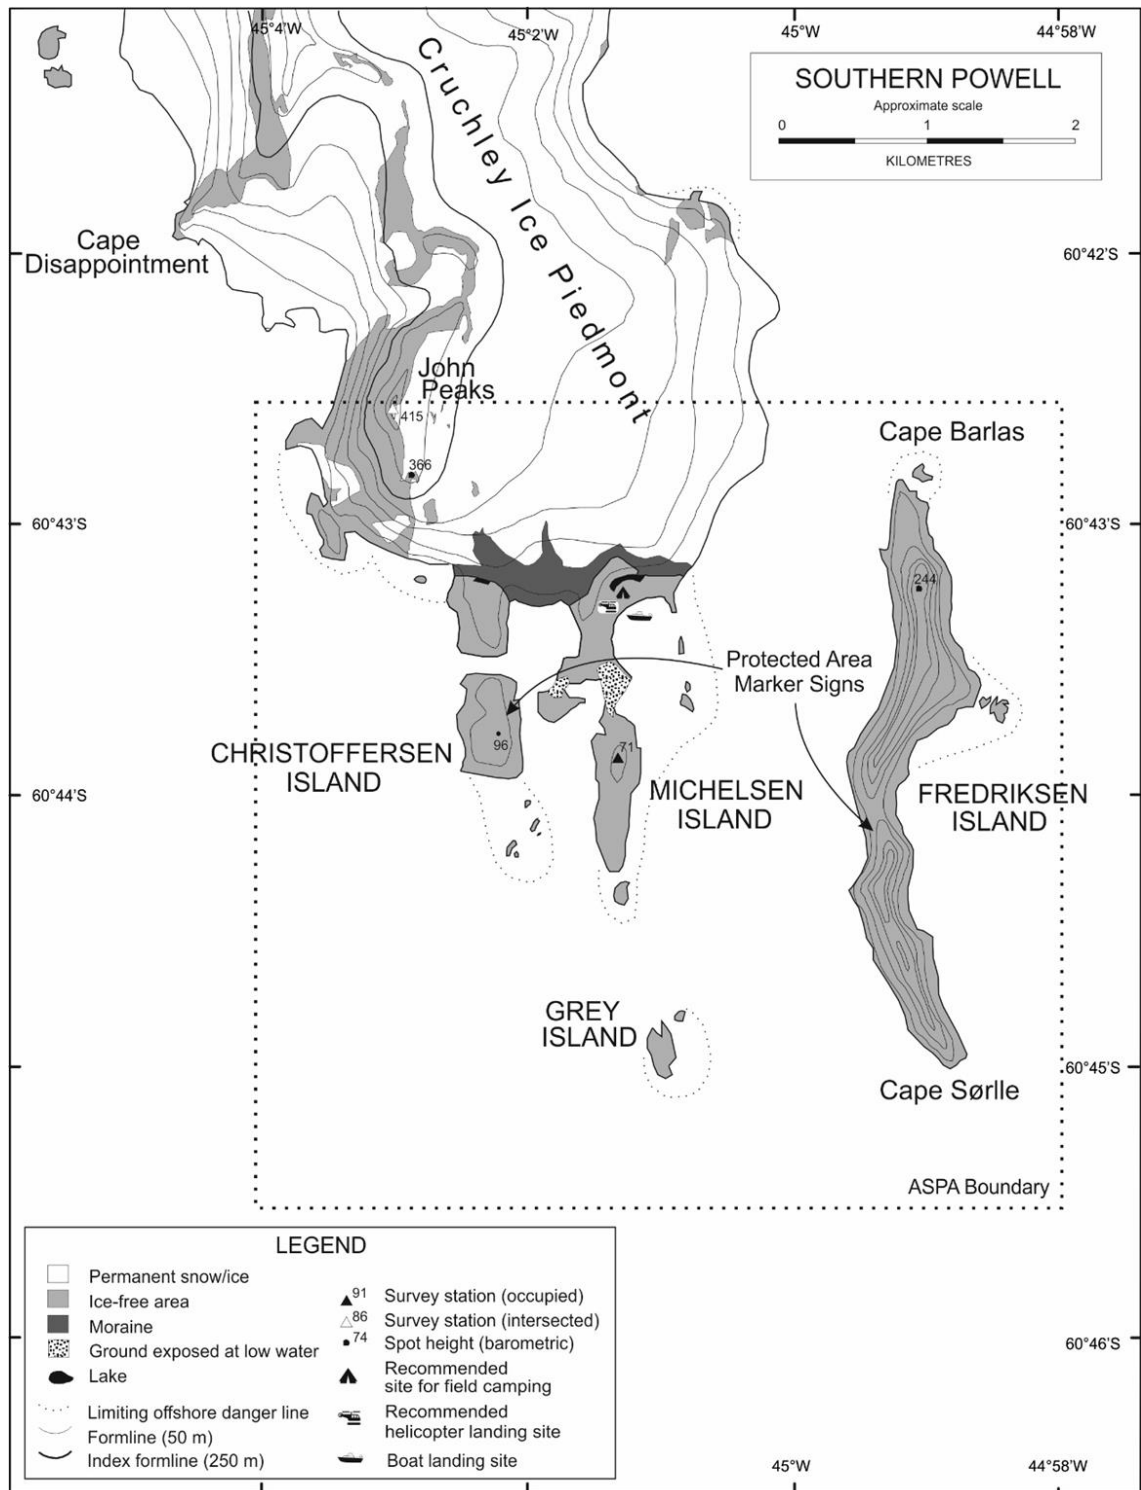 45°4'W
45°2'W
45°W
44°58'W
SOUTHERN POWELL
Approximate scale
0 1 2
KILOMETRES
Cruchley Ice Piedmont
Cape
Disappointment
60°42'S
John
Peaks
415
366
Cape Barlas
60°43'S
60°43'S
244
Protected Area
Marker Signs
96
71
CHRISTOFFERSEN
ISLAND
MICHELSEN
ISLAND
FREDRIKSEN
ISLAND
60°44'S
GREY
ISLAND
60°45'S
Cape Sørlle
ASPA Boundary
LEGEND
Permanent snow/ice
Ice-free area
Moraine
Ground exposed at low water
Lake
Limiting offshore danger line
Formline (50 m)
Index formline (250 m)
91 Survey station (occupied)
86 Survey station (intersected)
74 Spot height (barometric)
Recommended
site for field camping
Recommended
helicopter landing site
Boat landing site
60°46'S
45°W
44°58'W